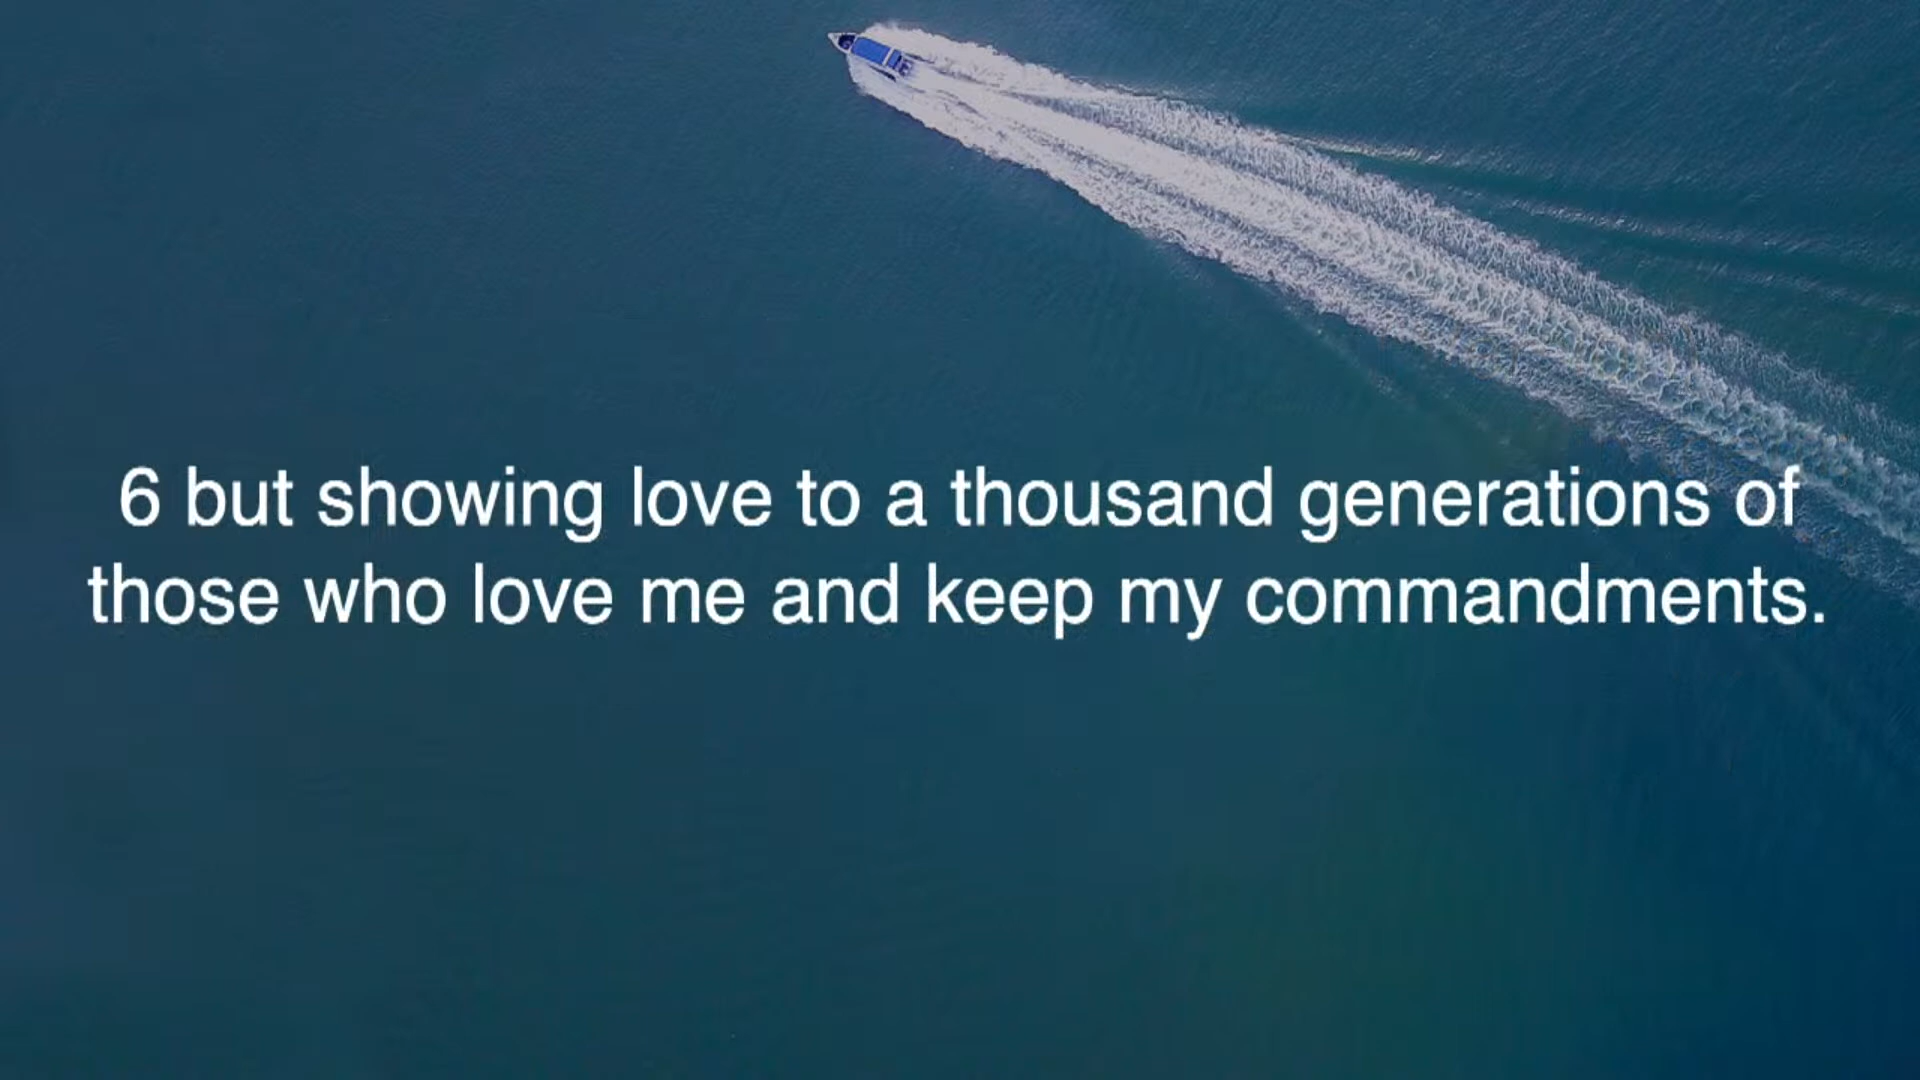 6 but showing love to a thousand generations of
those who love me and keep my commandments.